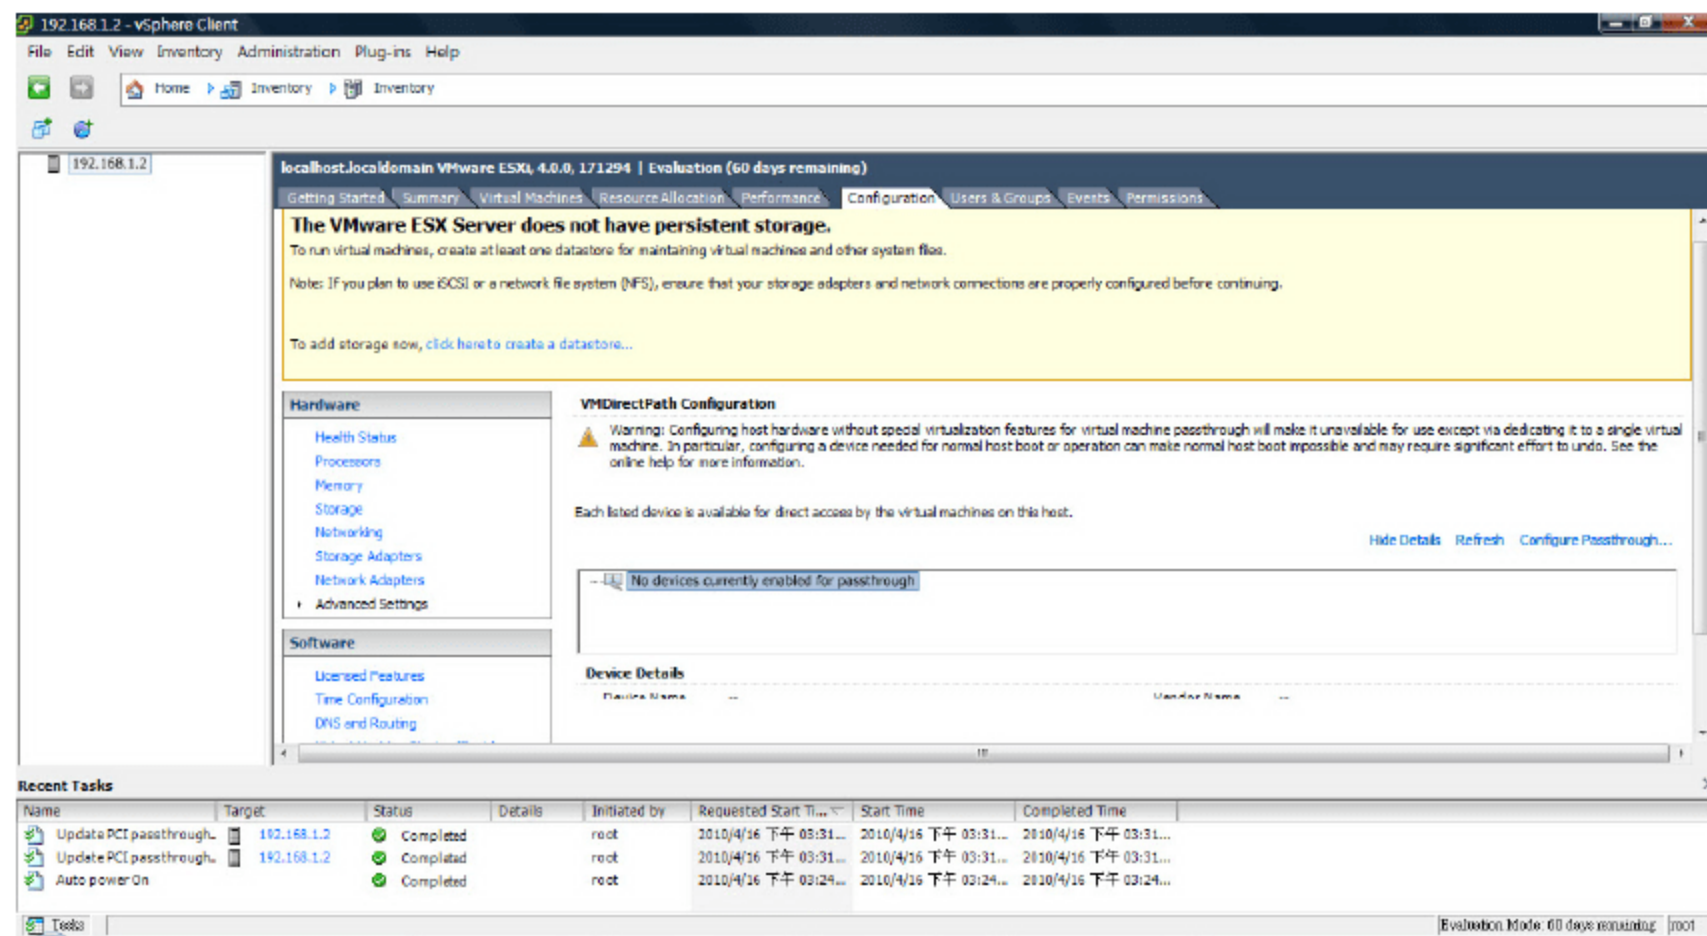 192.168.1.2 - vSphere Client
File Edit View Inventory Administration Plug-ins Help
Home Inventory Inventory
192.168.1.2
localhost.localdomain VMware ESXi, 4.0.0, 171294 | Evaluation (60 days remaining)
Getting Started Summary Virtual Machines Resource Allocation Performance Configuration Users & Groups Events Permissions
The VMware ESX Server does not have persistent storage.
To run virtual machines, create at least one datastore for maintaining virtual machines and other system files.
Note: If you plan to use iSCSI or a network file system (NFS), ensure that your storage adapters and network connections are properly configured before continuing.
To add storage now, click here to create a datastore...
Hardware
Health Status
Processors
Memory
Storage
Networking
Storage Adapters
Network Adapters
Advanced Settings
Software
Licensed Features
Time Configuration
DNS and Routing
VMDirectPath Configuration
Warning: Configuring host hardware without special virtualization features for virtual machine passthrough will make it unavailable for use except via dedicating it to a single virtual
machine. In particular, configuring a device needed for normal host boot or operation can make normal host boot impossible and may require significant effort to undo. See the
online help for more information.
Each listed device is available for direct access by the virtual machines on this host.
Hide Details Refresh Configure Passthrough...
No devices currently enabled for passthrough
Device Details
Device Name -- Vendor Name --
Recent Tasks
Name Target Status Details Initiated by Requested Start Ti... Start Time Completed Time
Update PCI passthrough.. 192.168.1.2 Completed root 2010/4/16 下午 03:31... 2010/4/16 下午 03:31... 2010/4/16 下午 03:31...
Update PCI passthrough.. 192.168.1.2 Completed root 2010/4/16 下午 03:31... 2010/4/16 下午 03:31... 2010/4/16 下午 03:31...
Auto power On Completed root 2010/4/16 下午 03:24... 2010/4/16 下午 03:24... 2010/4/16 下午 03:24...
Tasks Evaluation Mode: 60 days remaining root